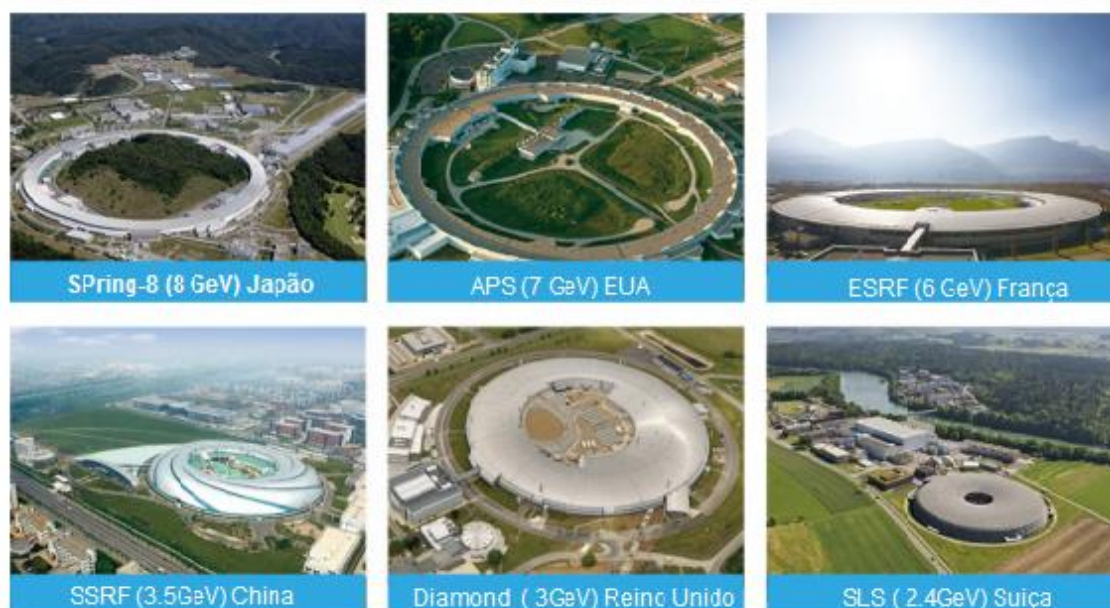 SPring-8 (8 GeV) Japão
APS (7 GeV) EUA
ESRF (6 GeV) França
SSRF (3.5GeV) China
Diamond ( 3GeV) Reino Unido
SLS ( 2.4GeV) Suiça